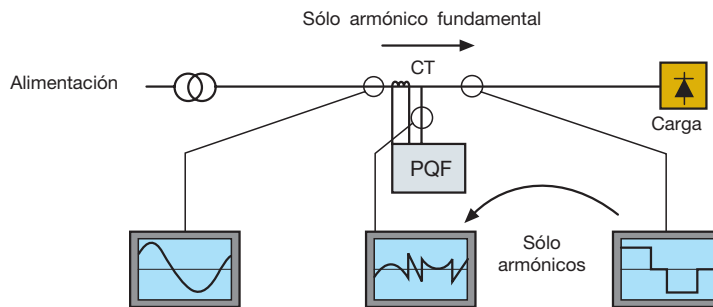 Sólo armónico fundamental
CT
Alimentación
Carga
PQF
Sólo
armónicos